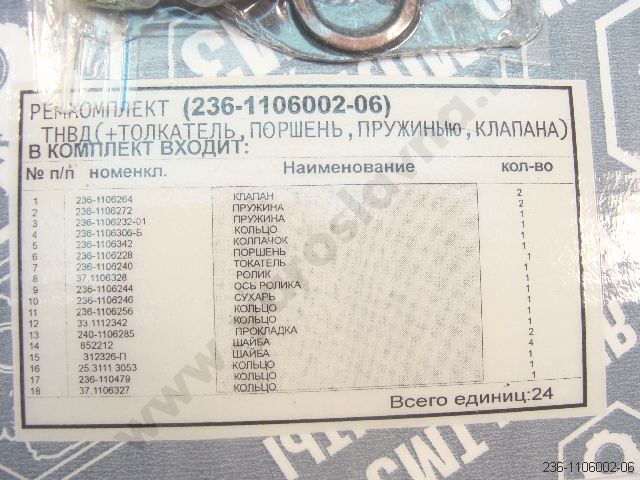 РЕМКОМПЛЕКТ (236-1106002-06)
ТНВД(+ТОЛКАТЕЛЬ,ПОРШЕНЬ,ПРУЖИНЫю,КЛАПАНА)
В КОМПЛЕКТ ВХОДИТ:
№ п/п номенкл. Наименование кол-во
1 236-1106264 КЛАПАН 2
2 236-1106272 ПРУЖИНА 2
3 236-1106232-01 ПРУЖИНА 1
4 236-1106306-Б КОЛЬЦО 1
5 236-1106342 КОЛПАЧОК 1
6 236-1106228 ПОРШЕНЬ 1
7 236-1106240 ТОКАТЕЛЬ 1
8 37.1106328 РОЛИК 1
9 236-1106244 ОСЬ РОЛИКА 1
10 236-1106246 СУХАРЬ 1
11 236-1106256 КОЛЬЦО 1
12 33.1112342 КОЛЬЦО 1
13 240-1106285 ПРОКЛАДКА 2
14 852212 ШАЙБА 4
15 312326-П ШАЙБА 1
16 25.3111 3053 КОЛЬЦО 1
17 236-110479 КОЛЬЦО 1
18 37.1106327 КОЛЬЦО 1
Всего единиц:24
236-1106002-06